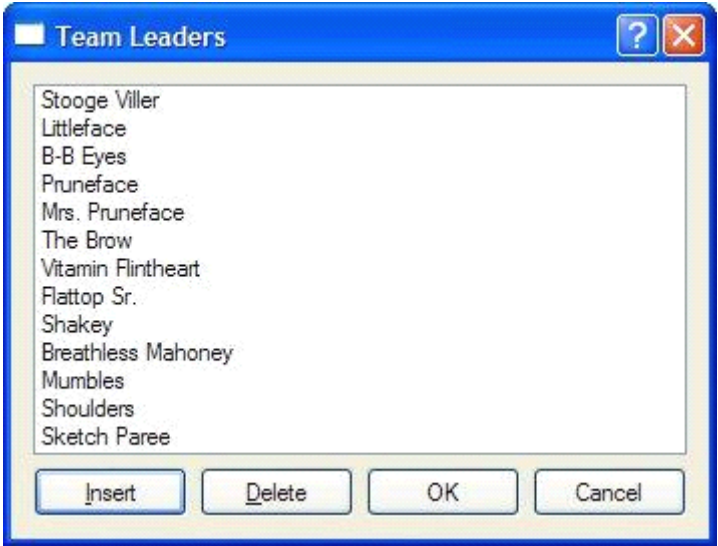 Team Leaders
?
Stooge Viller
Littleface
B-B Eyes
Pruneface
Mrs. Pruneface
The Brow
Vitamin Flintheart
Flattop Sr.
Shakey
Breathless Mahoney
Mumbles
Shoulders
Sketch Paree
Insert Delete OK Cancel